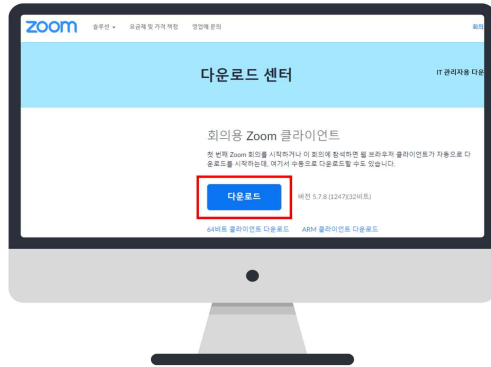 zoom 솔루션 요금제 및 가격 책정 영업에 문의 회의
다운로드 센터
IT 관리자용 다운
회의용 Zoom 클라이언트
첫 번째 Zoom 회의를 시작하거나 이 회의에 참석하면 웹 브라우저 클라이언트가 자동으로 다
운로드를 시작하는데, 여기서 수동으로 다운로드할 수도 있습니다.
다운로드 버전 5.7.8 (1247)(32비트)
64비트 클라이언트 다운로드 ARM 클라이언트 다운로드